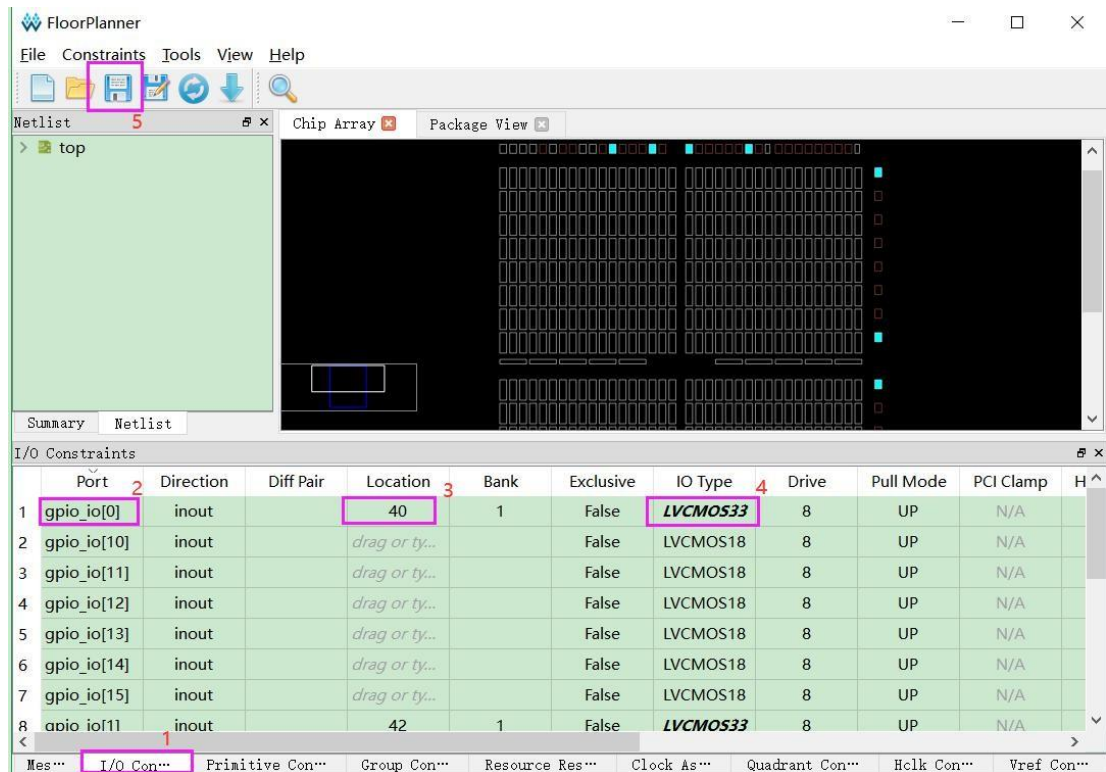 FloorPlanner
File Constraints Tools View Help
Netlist 5
Chip Array Package View
top
Summary Netlist
I/O Constraints
Port 2 Direction Diff Pair Location 3 Bank Exclusive IO Type 4 Drive Pull Mode PCI Clamp H
1 gpio_io[0] inout 40 1 False LVCMOS33 8 UP N/A
2 gpio_io[10] inout drag or ty... False LVCMOS18 8 UP N/A
3 gpio_io[11] inout drag or ty... False LVCMOS18 8 UP N/A
4 gpio_io[12] inout drag or ty... False LVCMOS18 8 UP N/A
5 gpio_io[13] inout drag or ty... False LVCMOS18 8 UP N/A
6 gpio_io[14] inout drag or ty... False LVCMOS18 8 UP N/A
7 gpio_io[15] inout drag or ty... False LVCMOS18 8 UP N/A
8 gpio_io[1] inout 42 1 False LVCMOS33 8 UP N/A
1
Mes… I/O Con… Primitive Con… Group Con… Resource Res… Clock As… Quadrant Con… Hclk Con… Vref Con…